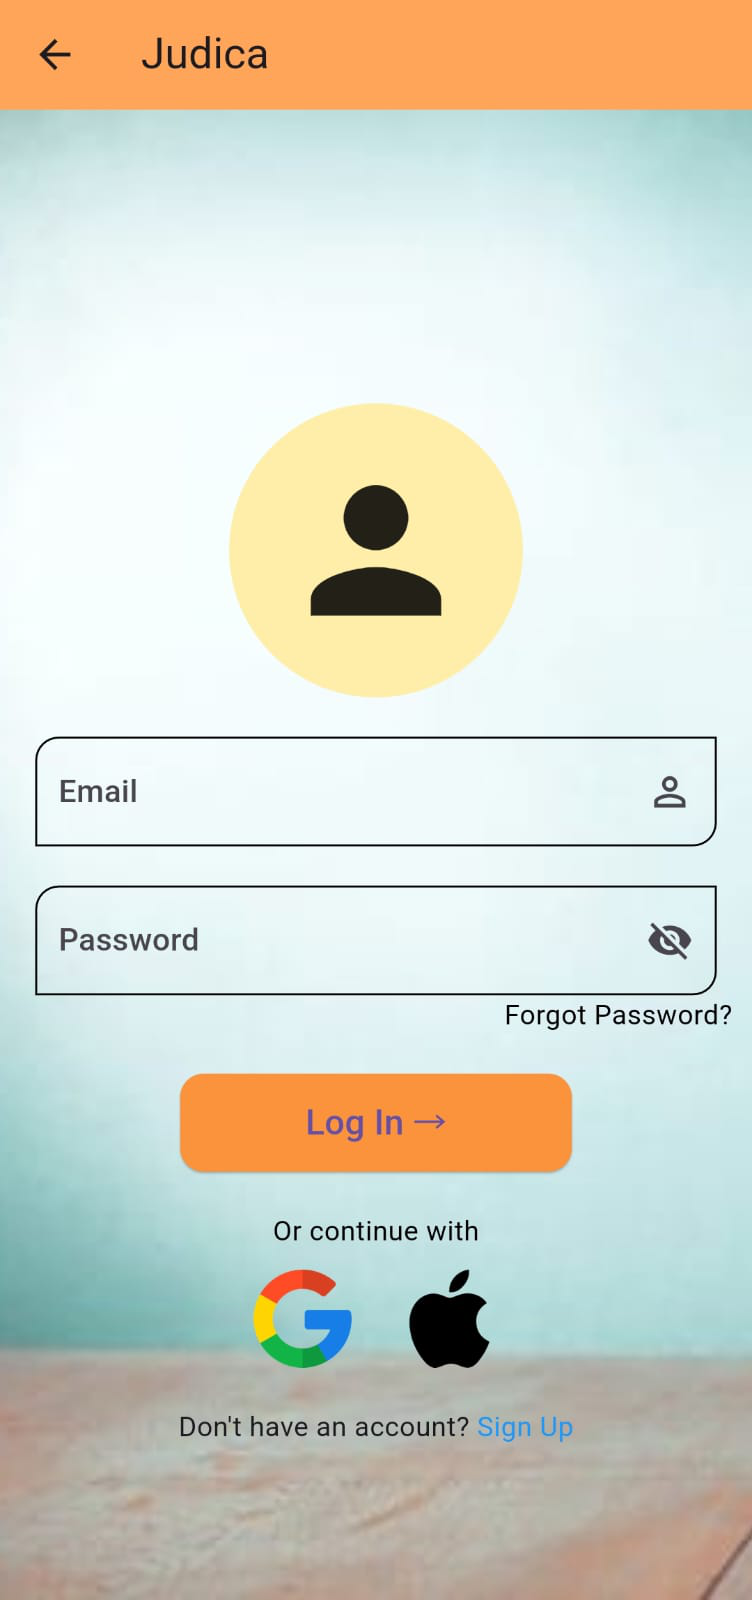 Judica
Email
Password
Forgot Password?
Log In →
Or continue with
Don't have an account? Sign Up